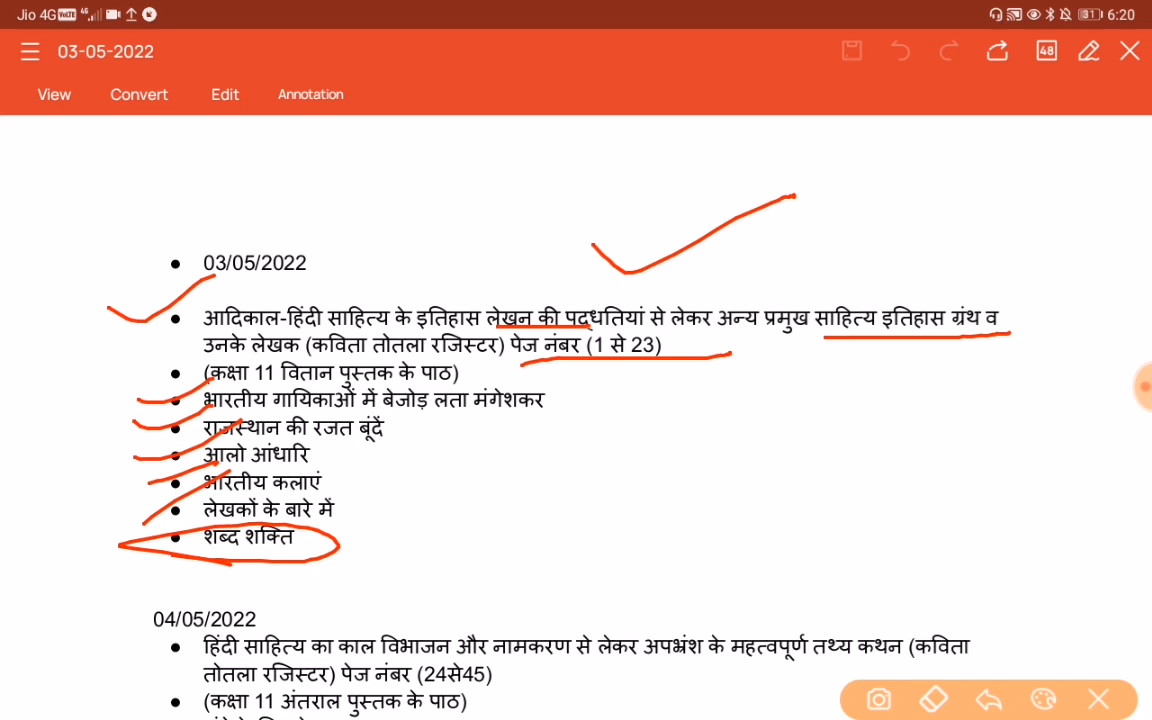 Jio 4G VoLTE 4G 31 6:20
03-05-2022 48
View Convert Edit Annotation
● 03/05/2022
● आदिकाल-हिंदी साहित्य के इतिहास लेखन की पद्धतियां से लेकर अन्य प्रमुख साहित्य इतिहास ग्रंथ व
उनके लेखक (कविता तोतला रजिस्टर) पेज नंबर (1 से 23)
● (कक्षा 11 वितान पुस्तक के पाठ)
● भारतीय गायिकाओं में बेजोड़ लता मंगेशकर
● राजस्थान की रजत बूंदें
● आलो आंधारि
● भारतीय कलाएं
● लेखकों के बारे में
● शब्द शक्ति
04/05/2022
● हिंदी साहित्य का काल विभाजन और नामकरण से लेकर अपभ्रंश के महत्वपूर्ण तथ्य कथन (कविता
तोतला रजिस्टर) पेज नंबर (24से45)
● (कक्षा 11 अंतराल पुस्तक के पाठ)